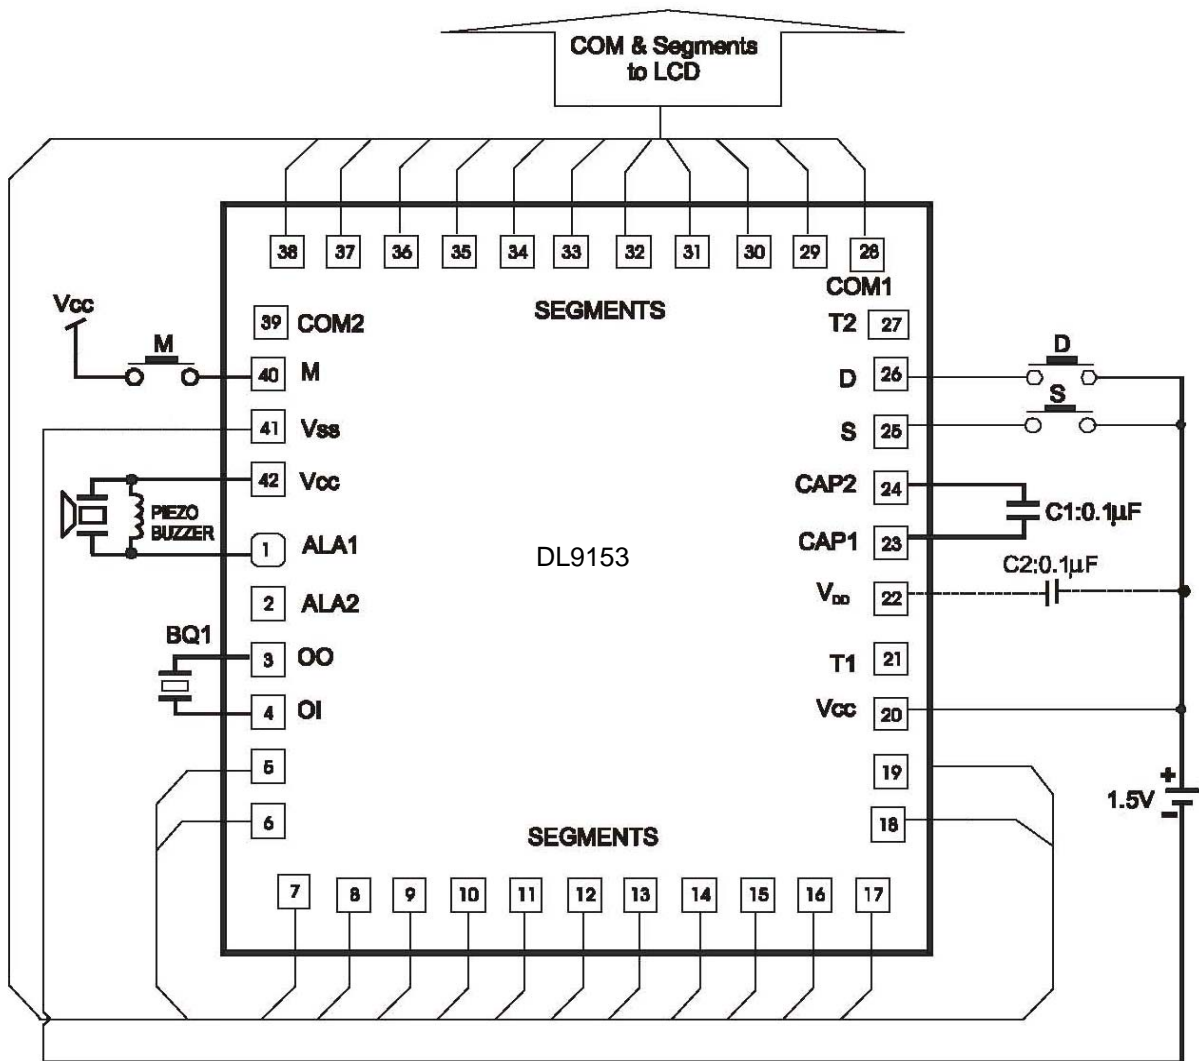 COM & Segments
to LCD
38 37 36 35 34 33 32 31 30 29 28
COM1
SEGMENTS
Vcc
39 COM2
T2 27
M
40 M
D 26
D
41 Vss
S 25
S
42 Vcc
CAP2 24
PIEZO
BUZZER
C1:0.1µF
1 ALA1
CAP1 23
DL9153
C2:0.1µF
2 ALA2
VDD 22
BQ1
3 OO
T1 21
4 OI
Vcc 20
5
19
+
1.5V
-
6
18
SEGMENTS
7 8 9 10 11 12 13 14 15 16 17